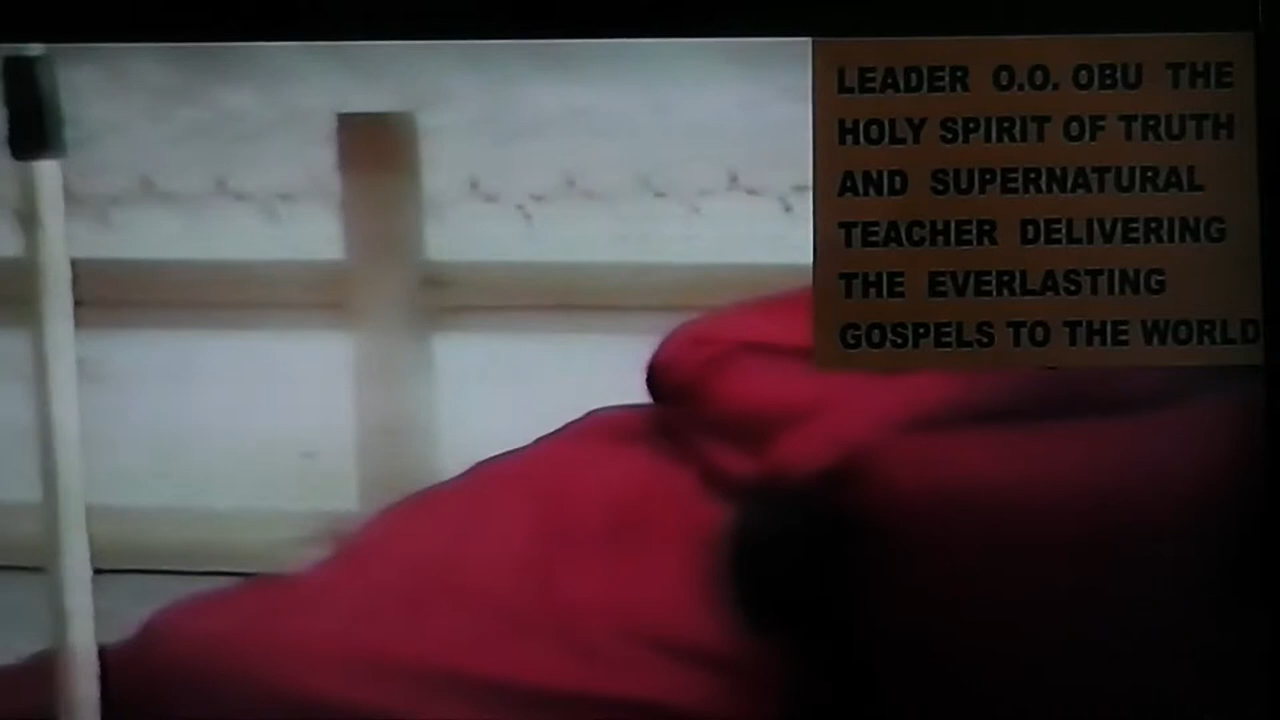 LEADER O.O. OBU THE
HOLY SPIRIT OF TRUTH
AND SUPERNATURAL
TEACHER DELIVERING
THE EVERLASTING
GOSPELS TO THE WORLD